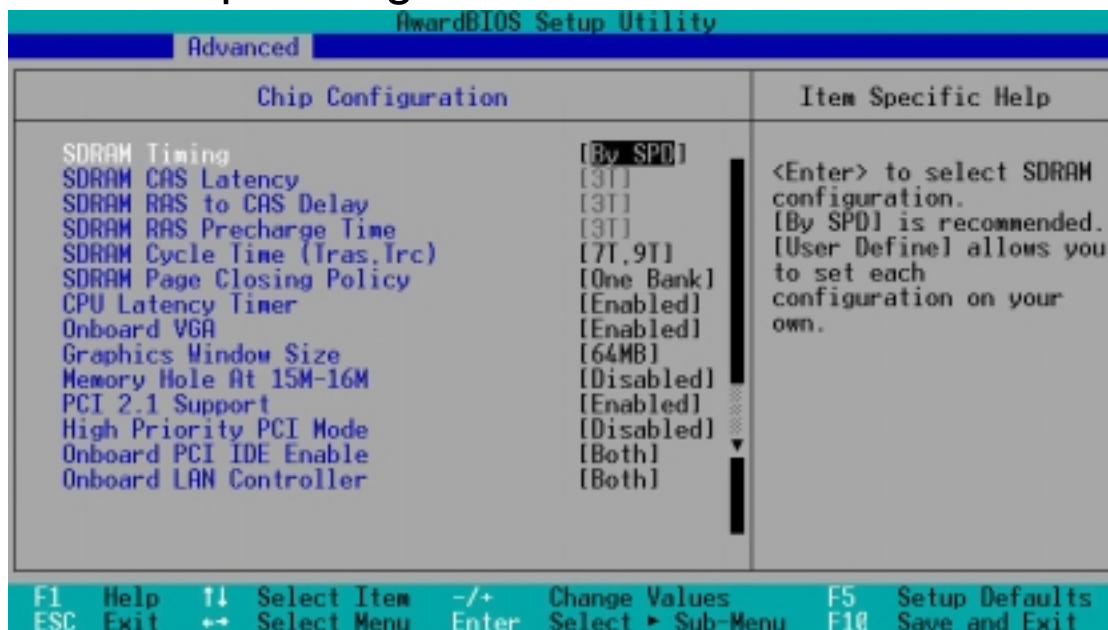 AwardBIOS Setup Utility
Advanced
Chip Configuration
Item Specific Help
SDRAM Timing [By SPD]
SDRAM CAS Latency [3T]
SDRAM RAS to CAS Delay [3T]
SDRAM RAS Precharge Time [3T]
SDRAM Cycle Time (Tras,Trc) [7T,9T]
SDRAM Page Closing Policy [One Bank]
CPU Latency Timer [Enabled]
Onboard VGA [Enabled]
Graphics Window Size [64MB]
Memory Hole At 15M-16M [Disabled]
PCI 2.1 Support [Enabled]
High Priority PCI Mode [Disabled]
Onboard PCI IDE Enable [Both]
Onboard LAN Controller [Both]
<Enter> to select SDRAM
configuration.
[By SPD] is recommended.
[User Define] allows you
to set each
configuration on your
own.
F1 Help ↑↓ Select Item -/+ Change Values F5 Setup Defaults
ESC Exit ←→ Select Menu Enter Select ► Sub-Menu F10 Save and Exit